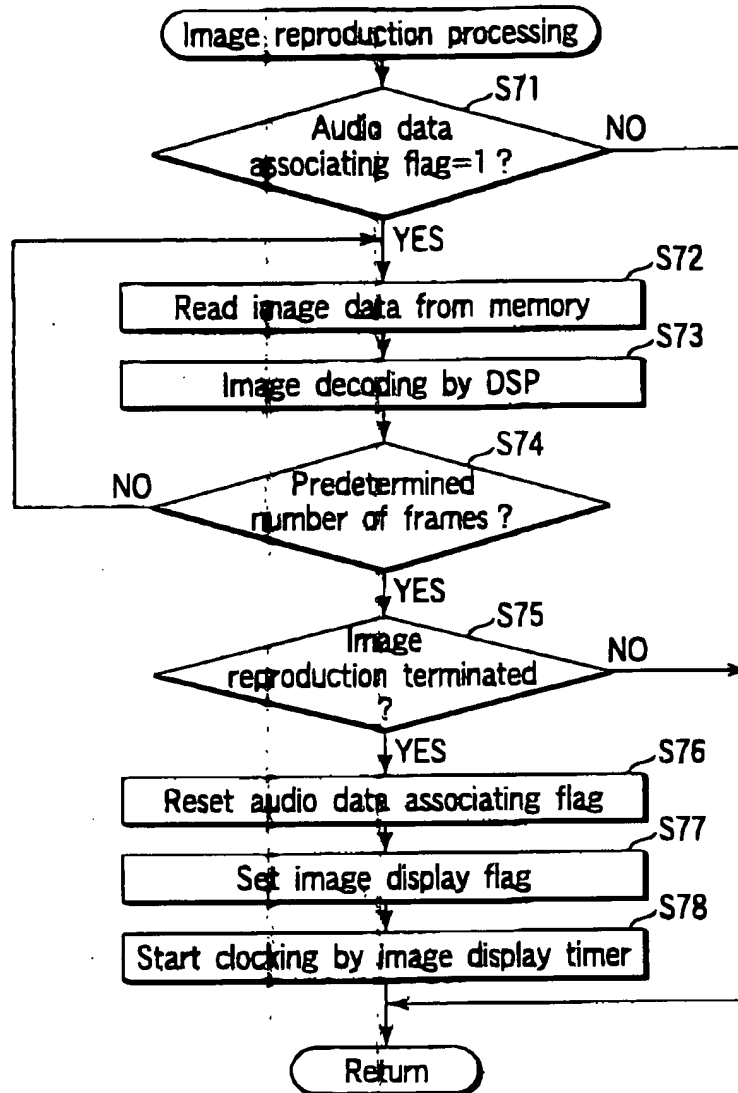 Image reproduction processing
S71
Audio data
associating flag=1 ?
NO
YES
S72
Read image data from memory
S73
Image decoding by DSP
S74
NO
Predetermined
number of frames ?
YES
S75
Image
reproduction terminated
?
NO
YES
S76
Reset audio data associating flag
S77
Set image display flag
S78
Start clocking by image display timer
Return